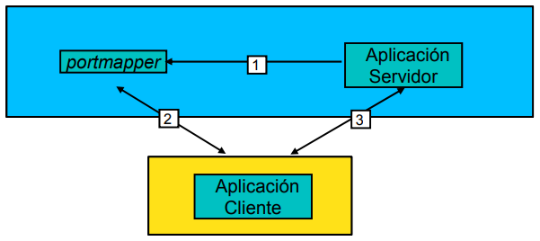 portmapper
1
Aplicación
Servidor
2
3
Aplicación
Cliente